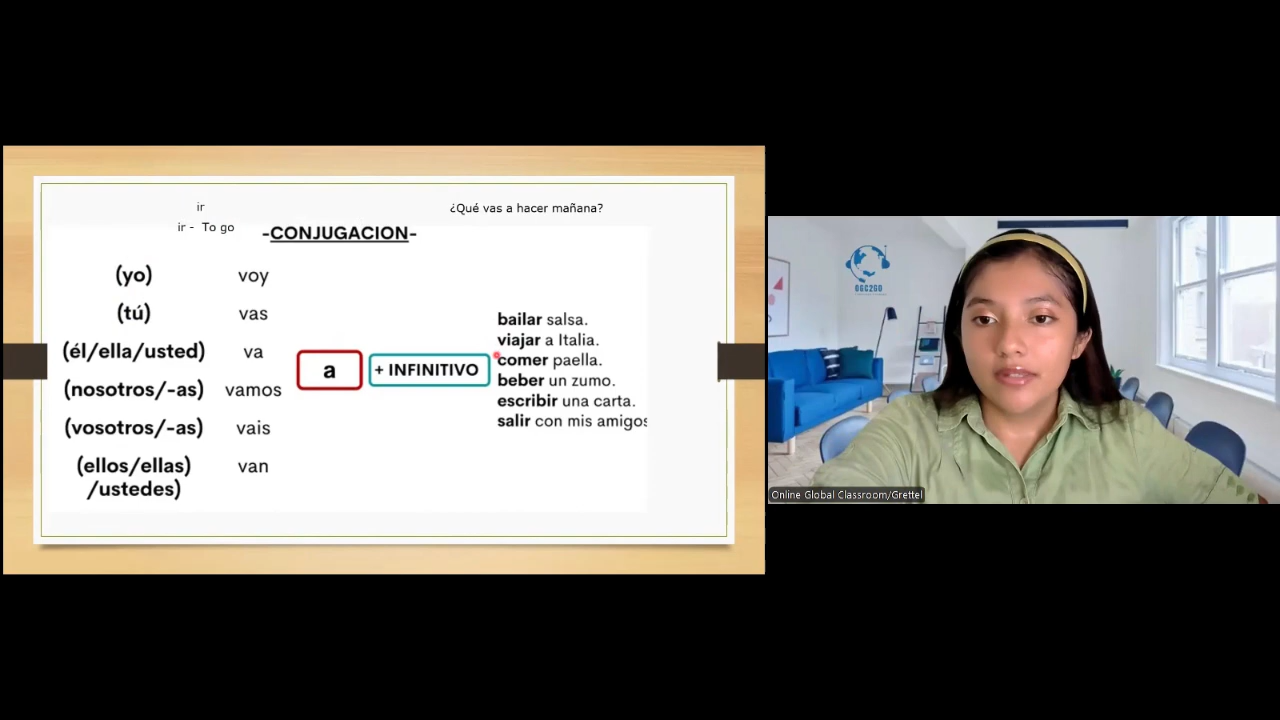 ir
¿Qué vas a hacer mañana?
ir - To go
-CONJUGACION-
(yo) voy
(tú) vas
(él/ella/usted) va
(nosotros/-as) vamos
(vosotros/-as) vais
(ellos/ellas) van
/ustedes)
a
+ INFINITIVO
bailar salsa.
viajar a Italia.
comer paella.
beber un zumo.
escribir una carta.
salir con mis amigos
OGC2GO
Online Global Classroom/Grettel